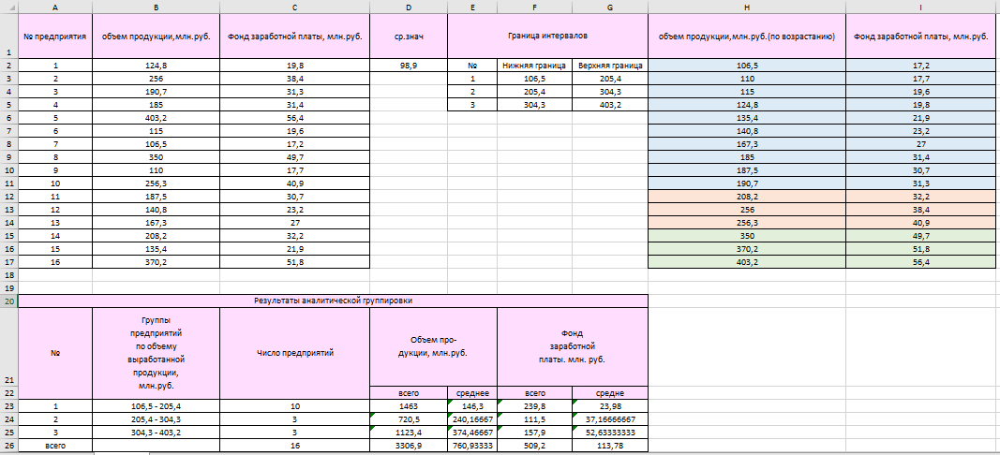 A B C D E F G H I
1 № предприятия объем продукции,млн.руб. Фонд заработной платы, млн.руб. ср.знач Граница интервалов объем продукции,млн.руб.(по возрастанию) Фонд заработной платы, млн.руб.
2 1 124,8 19,8 98,9 № Нижняя граница Верхняя граница 106,5 17,2
3 2 256 38,4 1 106,5 205,4 110 17,7
4 3 190,7 31,3 2 205,4 304,3 115 19,6
5 4 185 31,4 3 304,3 403,2 124,8 19,8
6 5 403,2 56,4 135,4 21,9
7 6 115 19,6 140,8 23,2
8 7 106,5 17,2 167,3 27
9 8 350 49,7 185 31,4
10 9 110 17,7 187,5 30,7
11 10 256,3 40,9 190,7 31,3
12 11 187,5 30,7 208,2 32,2
13 12 140,8 23,2 256 38,4
14 13 167,3 27 256,3 40,9
15 14 208,2 32,2 350 49,7
16 15 135,4 21,9 370,2 51,8
17 16 370,2 51,8 403,2 56,4
18
19
20 Результаты аналитической группировки
21 №
Группы
предприятий
по объему
выработанной
продукции,
млн.руб.
Число предприятий
Объем про-
дукции, млн.руб.
Фонд
заработной
платы. млн. руб.
22 всего среднее всего средне
23 1 106,5 - 205,4 10 1463 146,3 239,8 23,98
24 2 205,4 - 304,3 3 720,5 240,16667 111,5 37,16666667
25 3 304,3 - 403,2 3 1123,4 374,46667 157,9 52,63333333
26 всего 16 3306,9 760,93333 509,2 113,78